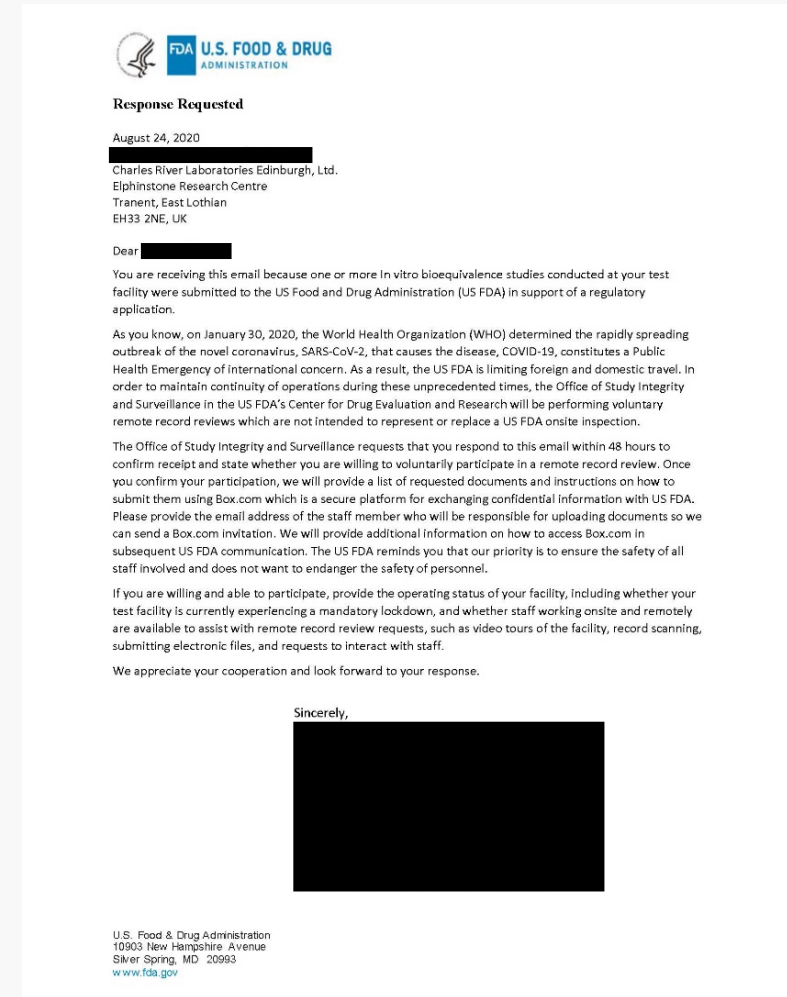 FDA U.S. FOOD & DRUG
ADMINISTRATION
Response Requested
August 24, 2020
Charles River Laboratories Edinburgh, Ltd.
Elphinstone Research Centre
Tranent, East Lothian
EH33 2NE, UK
Dear
You are receiving this email because one or more In vitro bioequivalence studies conducted at your test
facility were submitted to the US Food and Drug Administration (US FDA) in support of a regulatory
application.
As you know, on January 30, 2020, the World Health Organization (WHO) determined the rapidly spreading
outbreak of the novel coronavirus, SARS-CoV-2, that causes the disease, COVID-19, constitutes a Public
Health Emergency of international concern. As a result, the US FDA is limiting foreign and domestic travel. In
order to maintain continuity of operations during these unprecedented times, the Office of Study Integrity
and Surveillance in the US FDA's Center for Drug Evaluation and Research will be performing voluntary
remote record reviews which are not intended to represent or replace a US FDA onsite inspection.
The Office of Study Integrity and Surveillance requests that you respond to this email within 48 hours to
confirm receipt and state whether you are willing to voluntarily participate in a remote record review. Once
you confirm your participation, we will provide a list of requested documents and instructions on how to
submit them using Box.com which is a secure platform for exchanging confidential information with US FDA.
Please provide the email address of the staff member who will be responsible for uploading documents so we
can send a Box.com invitation. We will provide additional information on how to access Box.com in
subsequent US FDA communication. The US FDA reminds you that our priority is to ensure the safety of all
staff involved and does not want to endanger the safety of personnel.
If you are willing and able to participate, provide the operating status of your facility, including whether your
test facility is currently experiencing a mandatory lockdown, and whether staff working onsite and remotely
are available to assist with remote record review requests, such as video tours of the facility, record scanning,
submitting electronic files, and requests to interact with staff.
We appreciate your cooperation and look forward to your response.
Sincerely,
U.S. Food & Drug Administration
10903 New Hampshire Avenue
Silver Spring, MD 20993
www.fda.gov